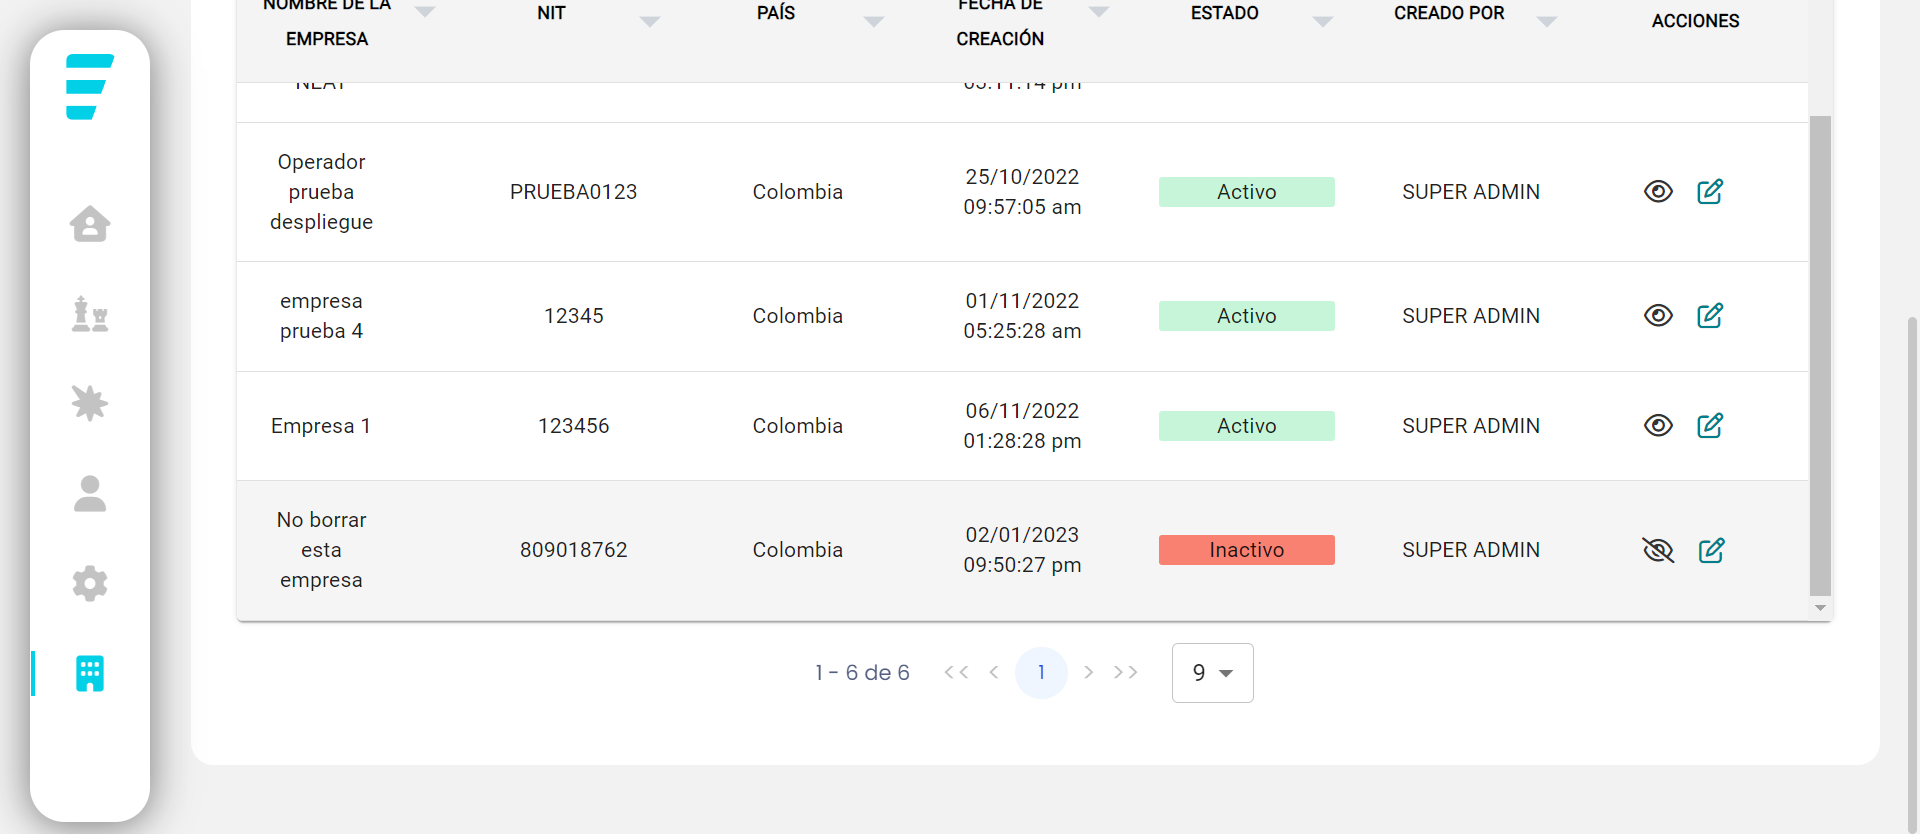 NOMBRE DE LA
EMPRESA
NIT
PAÍS
FECHA DE
CREACIÓN
ESTADO
CREADO POR
ACCIONES
NEAT
05:11:14 pm
Operador
prueba
despliegue
PRUEBA0123
Colombia
25/10/2022
09:57:05 am
Activo
SUPER ADMIN
empresa
prueba 4
12345
Colombia
01/11/2022
05:25:28 am
Activo
SUPER ADMIN
Empresa 1
123456
Colombia
06/11/2022
01:28:28 pm
Activo
SUPER ADMIN
No borrar
esta
empresa
809018762
Colombia
02/01/2023
09:50:27 pm
Inactivo
SUPER ADMIN
1 - 6 de 6
<< < 1 > >>
9